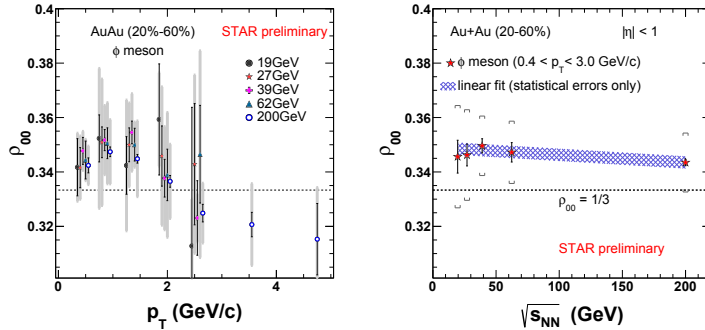 AuAu (20%-60%)
STAR preliminary
ϕ meson
19GeV
27GeV
39GeV
62GeV
200GeV
0.4
0.38
0.36
0.34
0.32
ρ00
0
2
4
pT (GeV/c)
Au+Au (20-60%)
|η| < 1
ϕ meson (0.4 < pT < 3.0 GeV/c)
linear fit (statistical errors only)
0.40
0.38
0.36
0.34
0.32
ρ00
ρ00 = 1/3
STAR preliminary
0
50
100
150
200
√sNN (GeV)